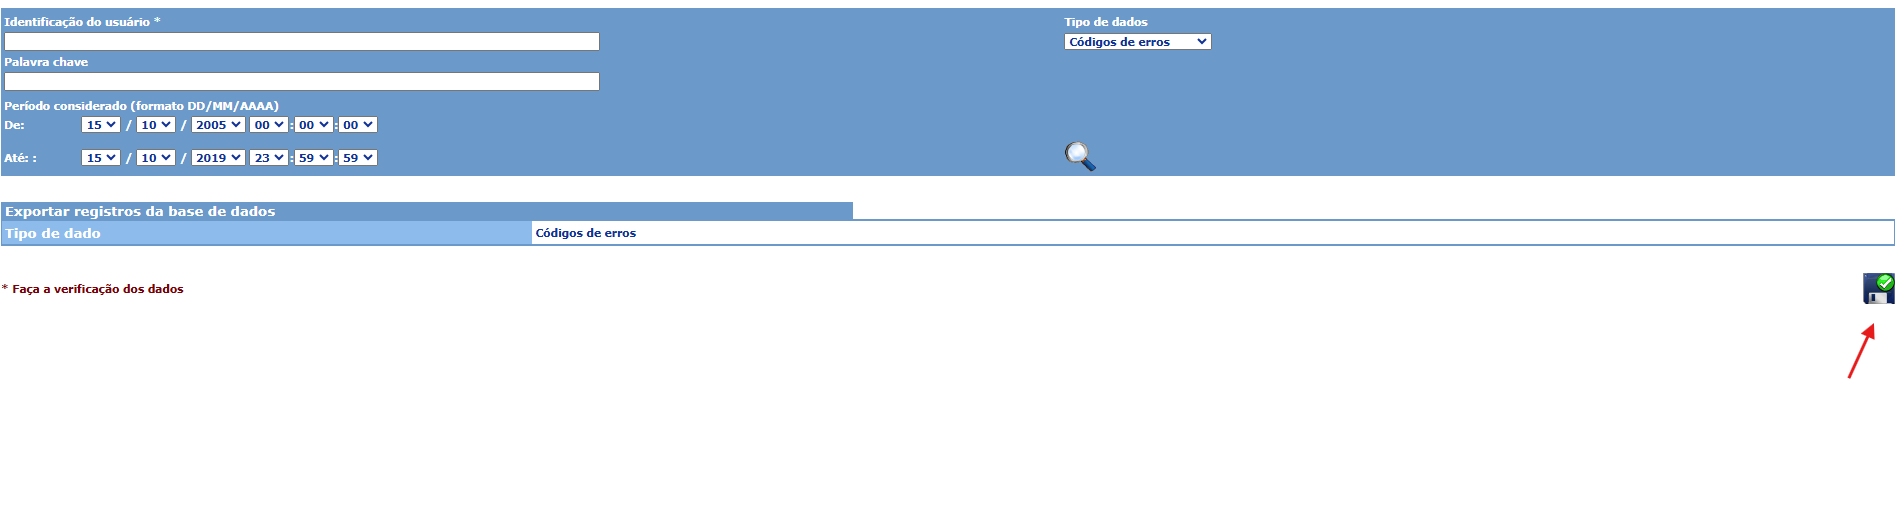 Identificação do usuário *
Tipo de dados
Códigos de erros
Palavra chave
Período considerado (formato DD/MM/AAAA)
De: 15 / 10 / 2005 00 : 00 : 00
Até: : 15 / 10 / 2019 23 : 59 : 59
Exportar registros da base de dados
Tipo de dado Códigos de erros
* Faça a verificação dos dados